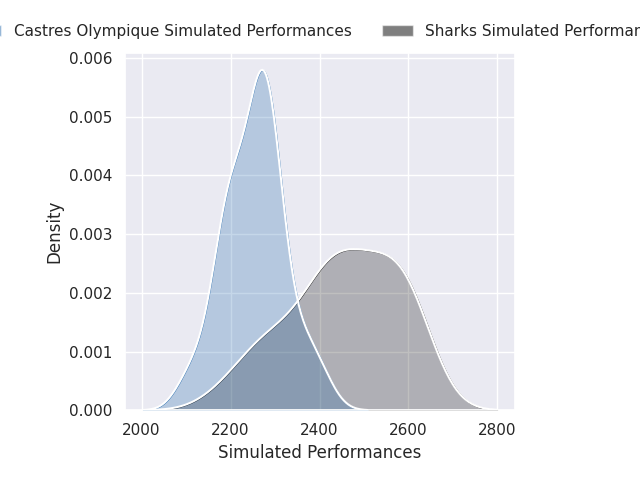 Castres Olympique Simulated Performances
Sharks Simulated
0.006
0.005
0.004
0.003
0.002
0.001
0.000
Density
2000 2200 2400 2600 2800
Simulated Performances